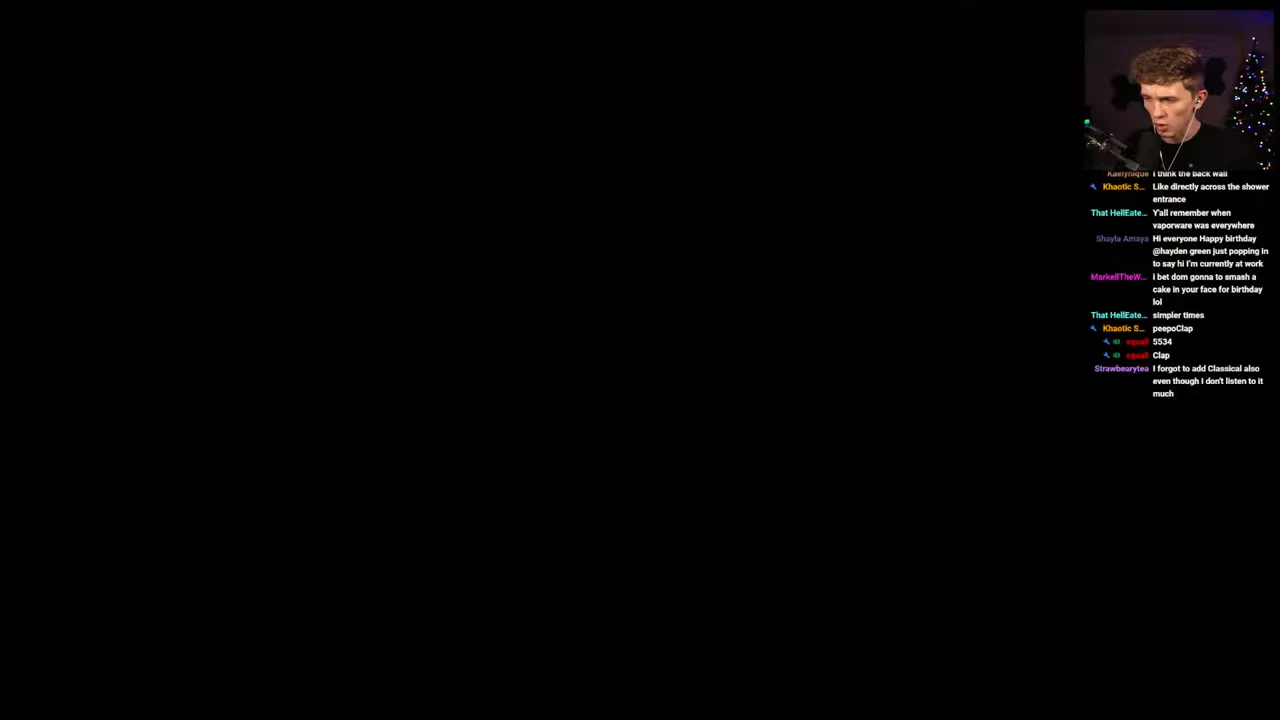 Kaelynique I think the back wall
Khaotic S... Like directly across the shower
entrance
That HellEate... Y'all remember when
vaporware was everywhere
Shayla Amaya Hi everyone Happy birthday
@hayden green just popping in
to say hi I'm currently at work
MarkellTheW... I bet dom gonna to smash a
cake in your face for birthday
lol
That HellEate... simpler times
Khaotic S... peepoClap
equall 5534
equall Clap
Strawbearytea I forgot to add Classical also
even though I don't listen to it
much